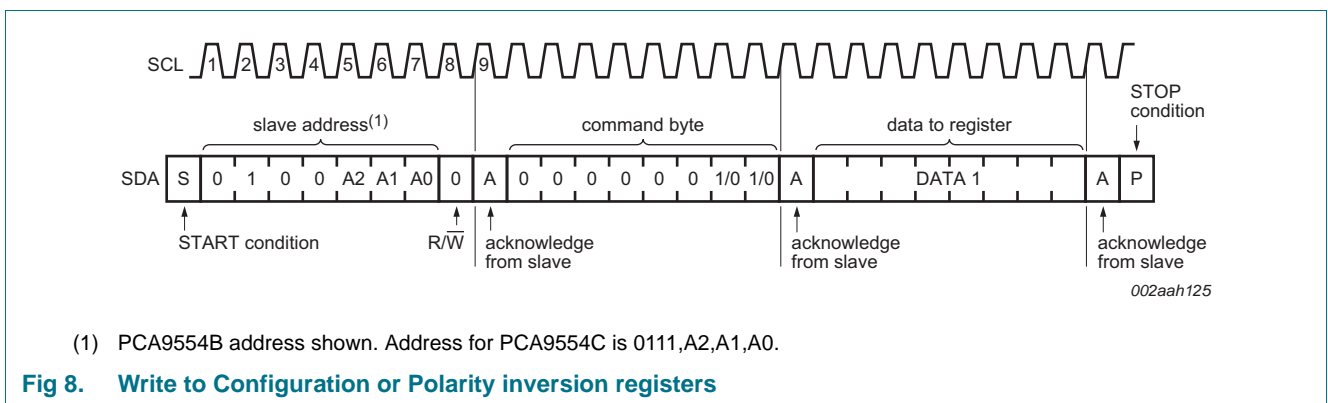 SCL 1 2 3 4 5 6 7 8 9
STOP
condition
slave address(1) command byte data to register
SDA S 0 1 0 0 A2 A1 A0 0 A 0 0 0 0 0 0 1/0 1/0 A DATA 1 A P
START condition R/W̅ acknowledge
from slave acknowledge
from slave acknowledge
from slave
002aah125
(1) PCA9554B address shown. Address for PCA9554C is 0111,A2,A1,A0.
Fig 8. Write to Configuration or Polarity inversion registers